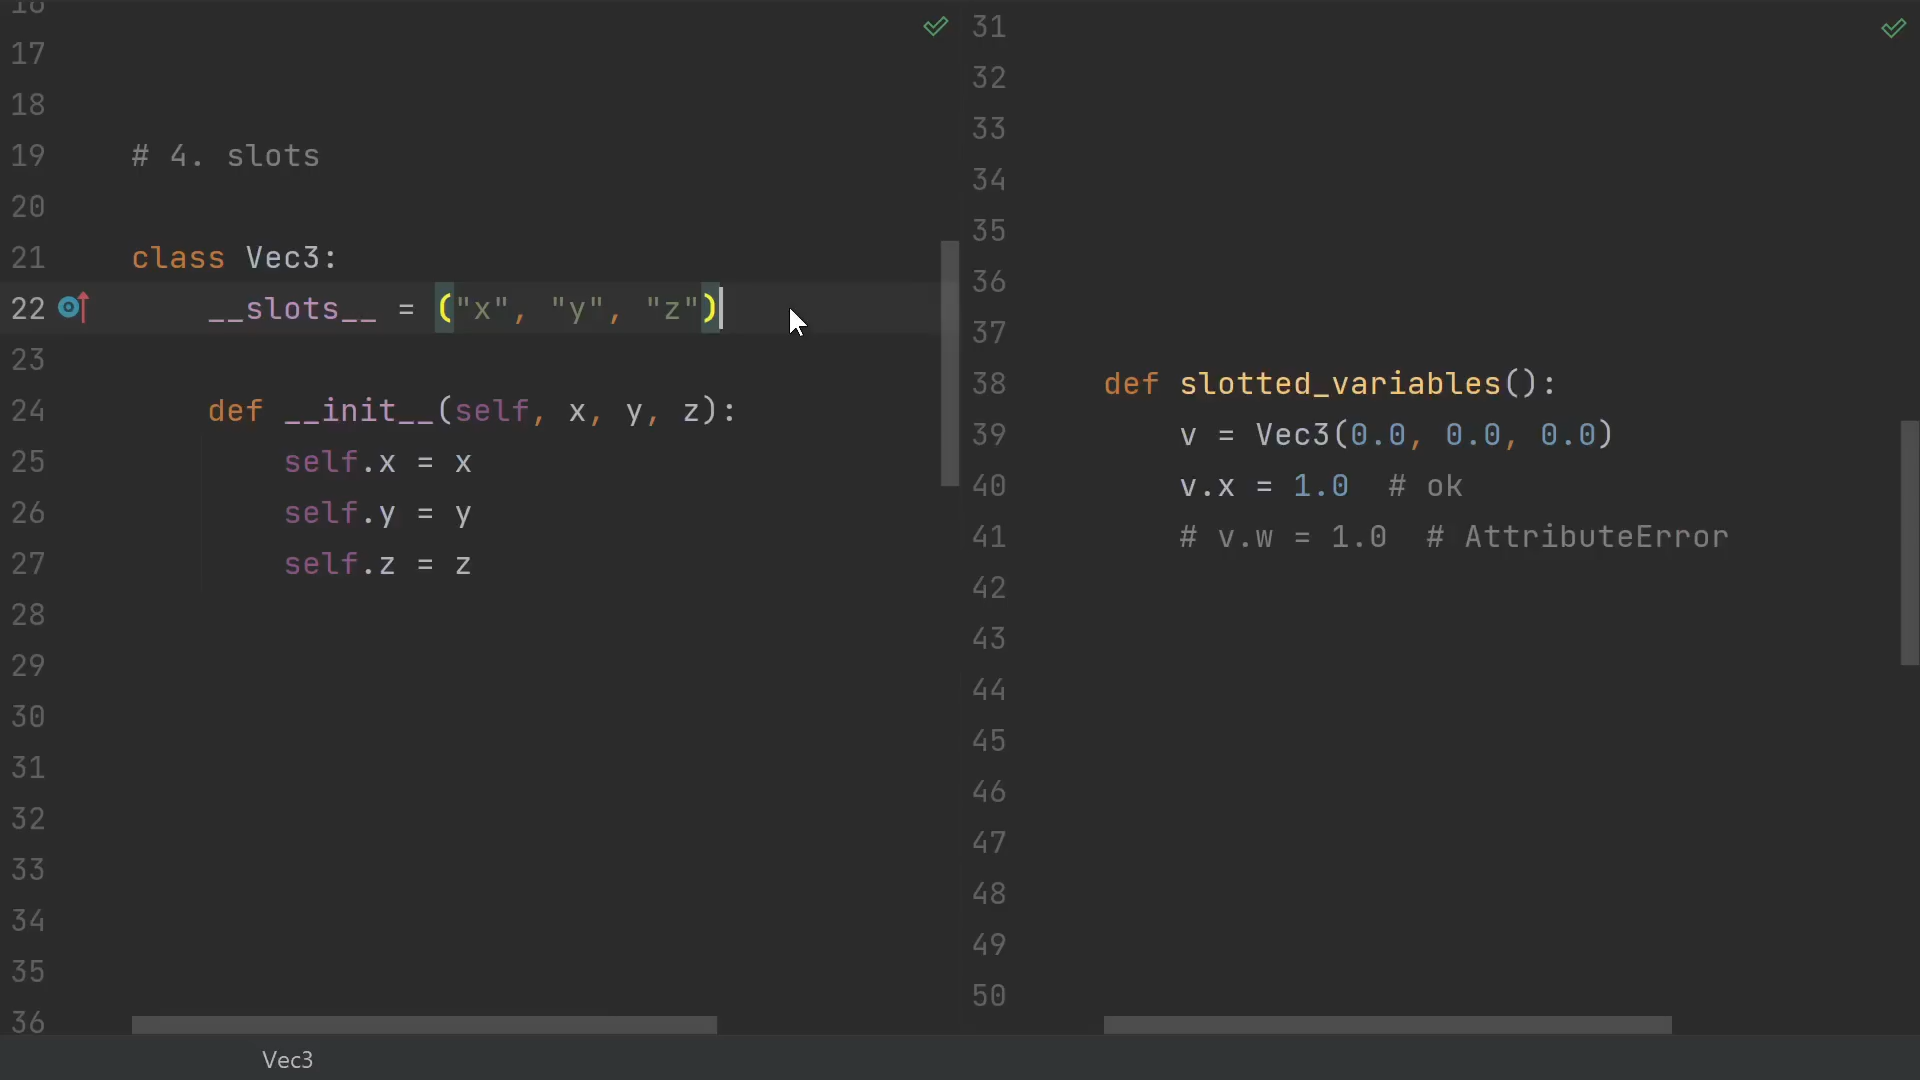 16
17
18
19 # 4. slots
20
21 class Vec3:
22 __slots__ = ("x", "y", "z")
23
24 def __init__(self, x, y, z):
25 self.x = x
26 self.y = y
27 self.z = z
28
29
30
31
32
33
34
35
36
31
32
33
34
35
36
37
38 def slotted_variables():
39 v = Vec3(0.0, 0.0, 0.0)
40 v.x = 1.0 # ok
41 # v.w = 1.0 # AttributeError
42
43
44
45
46
47
48
49
50
Vec3